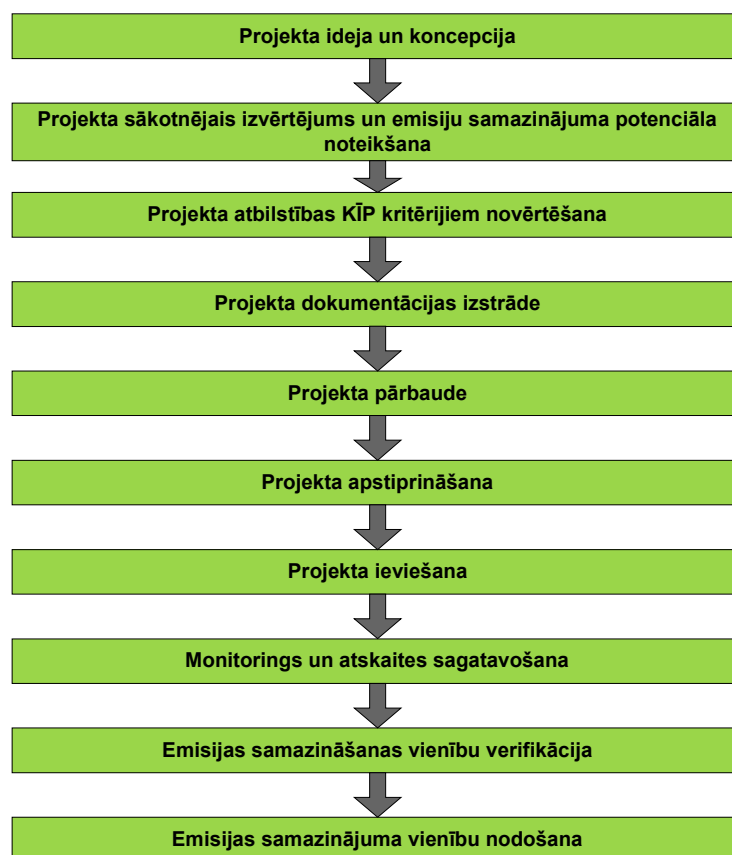 Projekta ideja un koncepcija
Projekta sākotnējais izvērtējums un emisiju samazinājuma potenciāla
noteikšana
Projekta atbilstības KĪP kritērijiem novērtēšana
Projekta dokumentācijas izstrāde
Projekta pārbaude
Projekta apstiprināšana
Projekta ieviešana
Monitorings un atskaites sagatavošana
Emisijas samazināšanas vienību verifikācija
Emisijas samazinājuma vienību nodošana